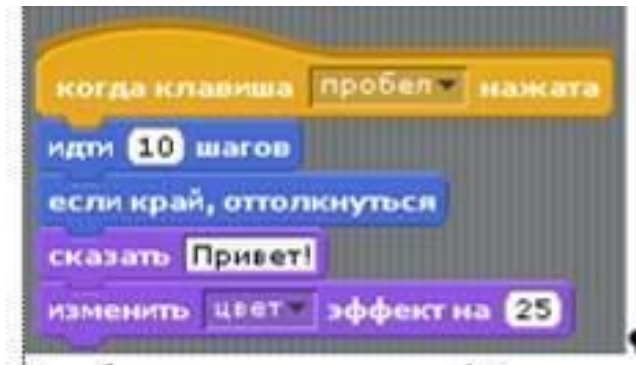 когда клавиша пробел нажата
идти 10 шагов
если край, оттолкнуться
сказать Привет!
изменить цвет эффект на 25